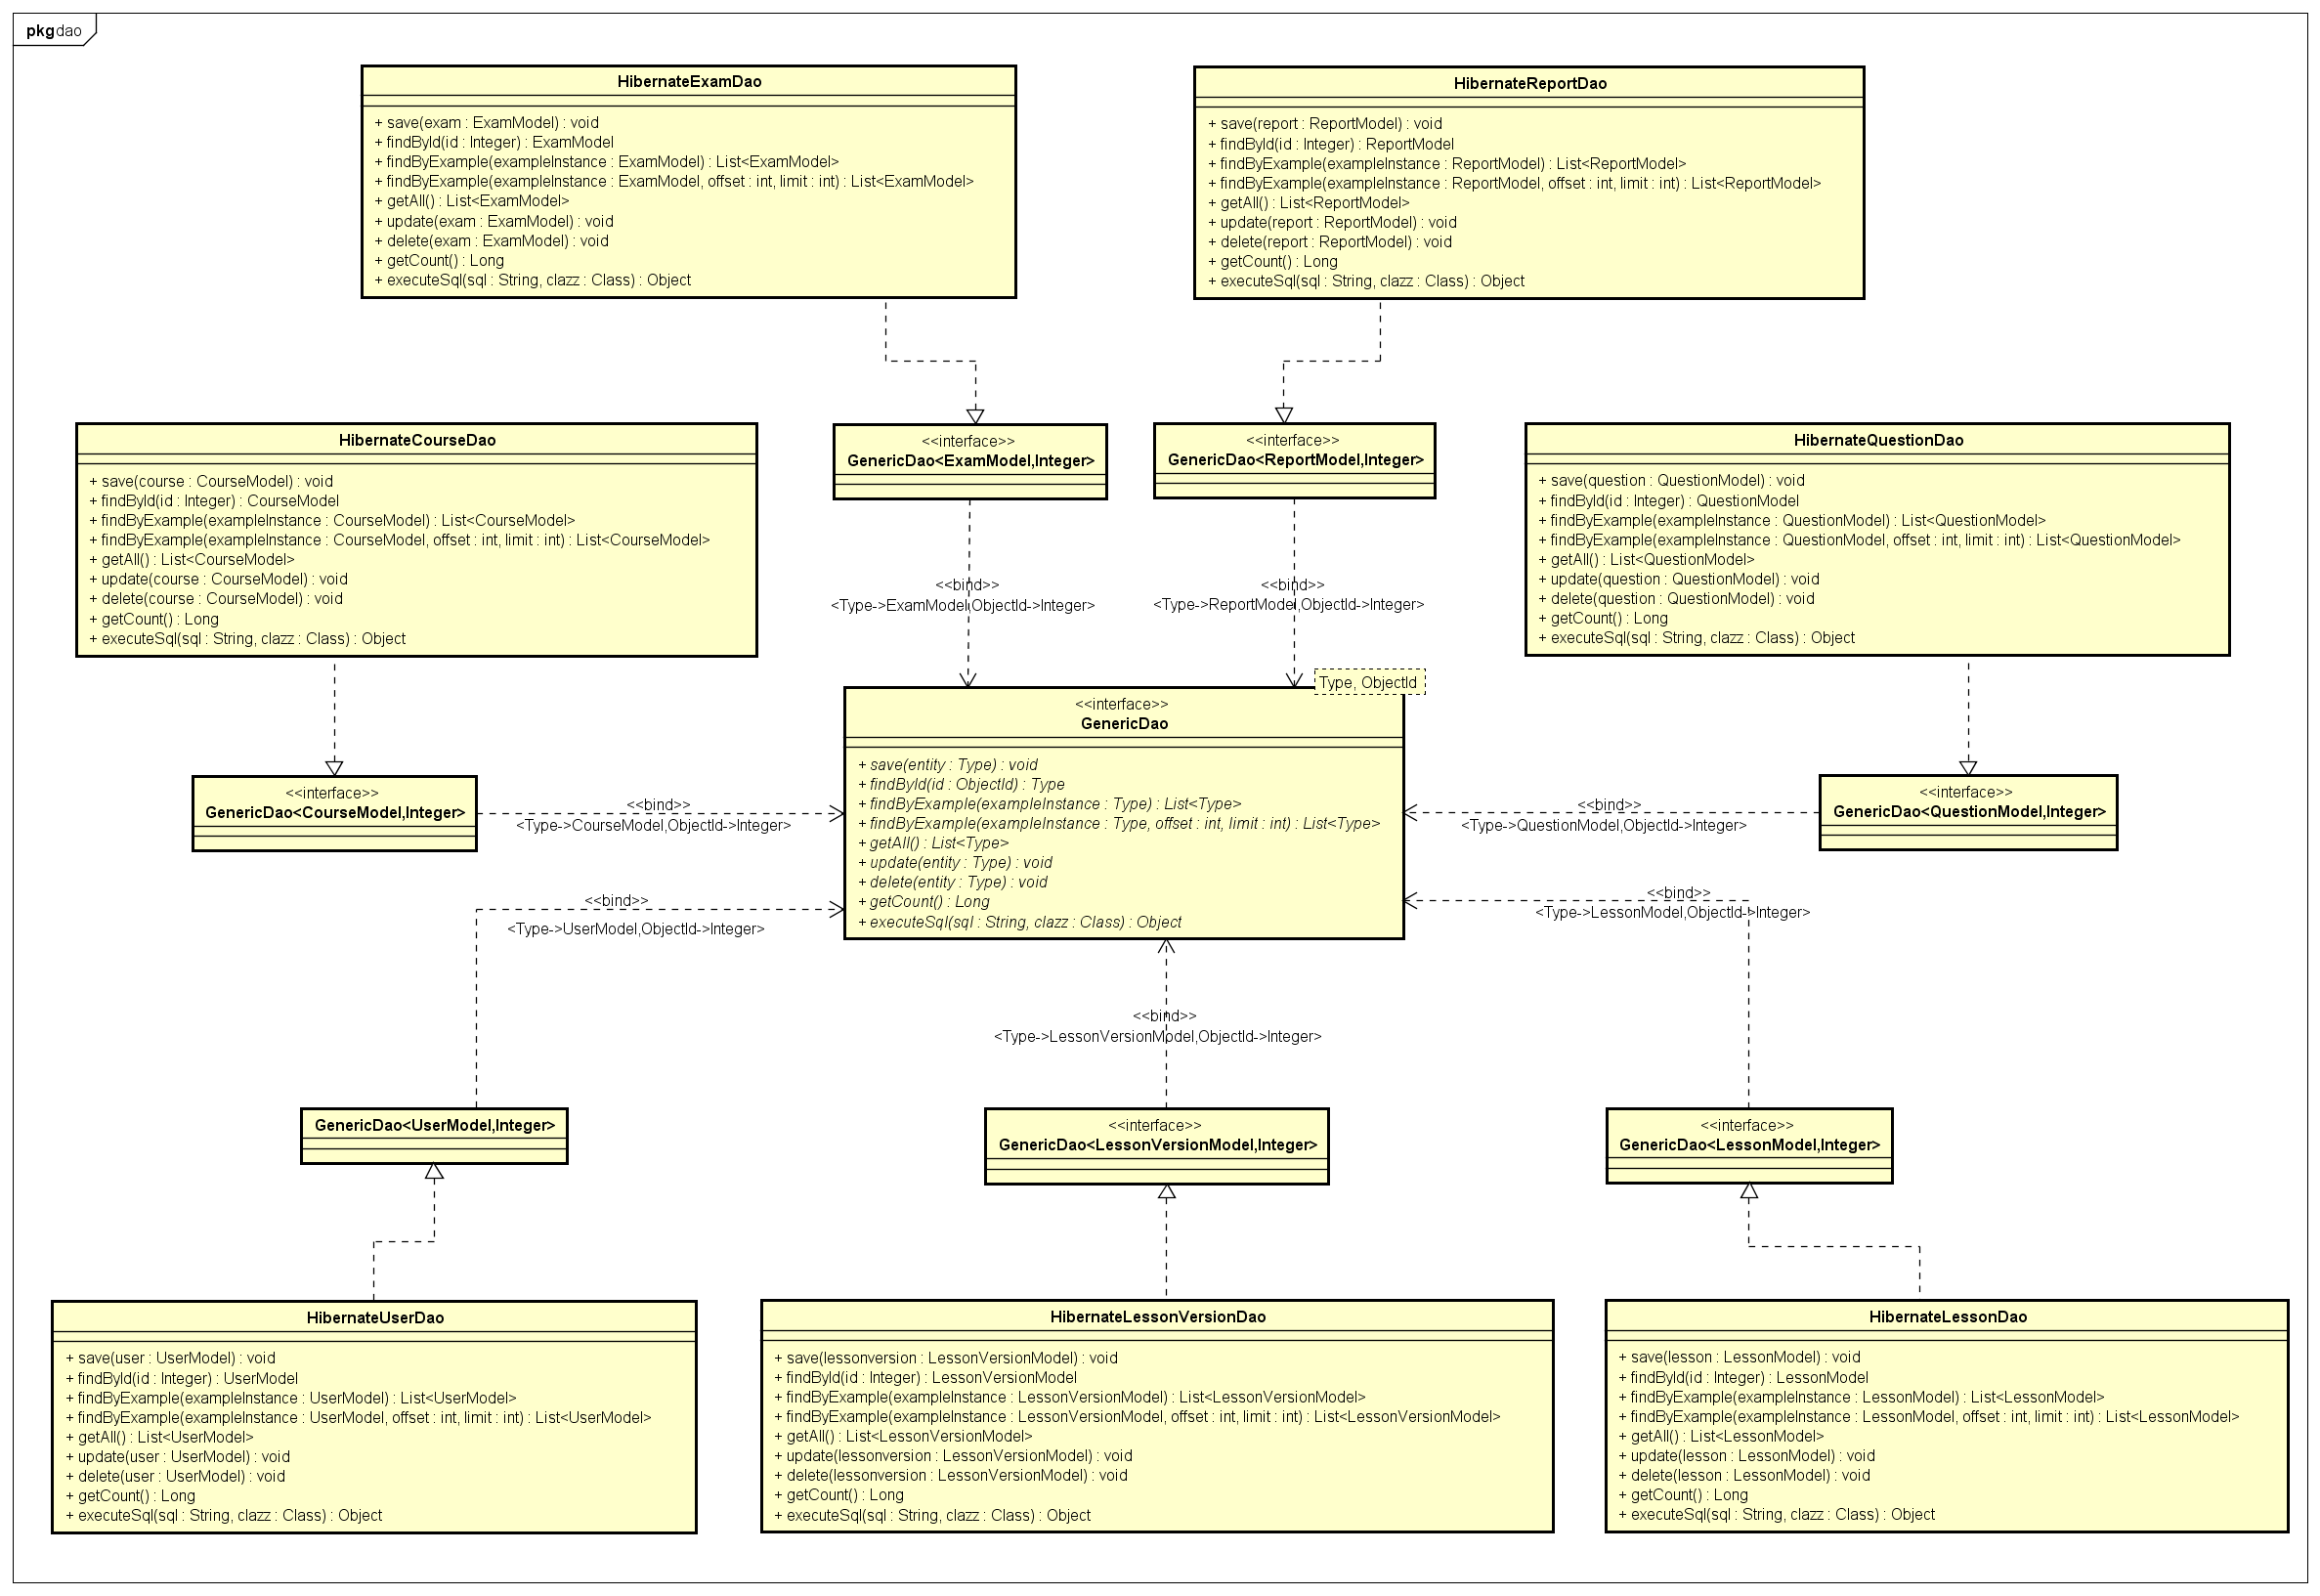 pkg dao
HibernateExamDao
+ save(exam : ExamModel) : void
+ findById(id : Integer) : ExamModel
+ findByExample(exampleInstance : ExamModel) : List<ExamModel>
+ findByExample(exampleInstance : ExamModel, offset : int, limit : int) : List<ExamModel>
+ getAll() : List<ExamModel>
+ update(exam : ExamModel) : void
+ delete(exam : ExamModel) : void
+ getCount() : Long
+ executeSql(sql : String, clazz : Class) : Object
HibernateReportDao
+ save(report : ReportModel) : void
+ findById(id : Integer) : ReportModel
+ findByExample(exampleInstance : ReportModel) : List<ReportModel>
+ findByExample(exampleInstance : ReportModel, offset : int, limit : int) : List<ReportModel>
+ getAll() : List<ReportModel>
+ update(report : ReportModel) : void
+ delete(report : ReportModel) : void
+ getCount() : Long
+ executeSql(sql : String, clazz : Class) : Object
HibernateCourseDao
+ save(course : CourseModel) : void
+ findById(id : Integer) : CourseModel
+ findByExample(exampleInstance : CourseModel) : List<CourseModel>
+ findByExample(exampleInstance : CourseModel, offset : int, limit : int) : List<CourseModel>
+ getAll() : List<CourseModel>
+ update(course : CourseModel) : void
+ delete(course : CourseModel) : void
+ getCount() : Long
+ executeSql(sql : String, clazz : Class) : Object
<<interface>>
GenericDao<ExamModel,Integer>
<<interface>>
GenericDao<ReportModel,Integer>
HibernateQuestionDao
+ save(question : QuestionModel) : void
+ findById(id : Integer) : QuestionModel
+ findByExample(exampleInstance : QuestionModel) : List<QuestionModel>
+ findByExample(exampleInstance : QuestionModel, offset : int, limit : int) : List<QuestionModel>
+ getAll() : List<QuestionModel>
+ update(question : QuestionModel) : void
+ delete(question : QuestionModel) : void
+ getCount() : Long
+ executeSql(sql : String, clazz : Class) : Object
<<bind>>
<Type->ExamModel,ObjectId->Integer>
<<bind>>
<Type->ReportModel,ObjectId->Integer>
Type, ObjectId
<<interface>>
GenericDao
+ save(entity : Type) : void
+ findById(id : ObjectId) : Type
+ findByExample(exampleInstance : Type) : List<Type>
+ findByExample(exampleInstance : Type, offset : int, limit : int) : List<Type>
+ getAll() : List<Type>
+ update(entity : Type) : void
+ delete(entity : Type) : void
+ getCount() : Long
+ executeSql(sql : String, clazz : Class) : Object
<<interface>>
GenericDao<CourseModel,Integer>
<<bind>>
<Type->CourseModel,ObjectId->Integer>
<<bind>>
<Type->QuestionModel,ObjectId->Integer>
<<interface>>
GenericDao<QuestionModel,Integer>
<<bind>>
<Type->UserModel,ObjectId->Integer>
<<bind>>
<Type->LessonModel,ObjectId->Integer>
<<bind>>
<Type->LessonVersionModel,ObjectId->Integer>
GenericDao<UserModel,Integer>
<<interface>>
GenericDao<LessonVersionModel,Integer>
<<interface>>
GenericDao<LessonModel,Integer>
HibernateUserDao
+ save(user : UserModel) : void
+ findById(id : Integer) : UserModel
+ findByExample(exampleInstance : UserModel) : List<UserModel>
+ findByExample(exampleInstance : UserModel, offset : int, limit : int) : List<UserModel>
+ getAll() : List<UserModel>
+ update(user : UserModel) : void
+ delete(user : UserModel) : void
+ getCount() : Long
+ executeSql(sql : String, clazz : Class) : Object
HibernateLessonVersionDao
+ save(lessonversion : LessonVersionModel) : void
+ findById(id : Integer) : LessonVersionModel
+ findByExample(exampleInstance : LessonVersionModel) : List<LessonVersionModel>
+ findByExample(exampleInstance : LessonVersionModel, offset : int, limit : int) : List<LessonVersionModel>
+ getAll() : List<LessonVersionModel>
+ update(lessonversion : LessonVersionModel) : void
+ delete(lessonversion : LessonVersionModel) : void
+ getCount() : Long
+ executeSql(sql : String, clazz : Class) : Object
HibernateLessonDao
+ save(lesson : LessonModel) : void
+ findById(id : Integer) : LessonModel
+ findByExample(exampleInstance : LessonModel) : List<LessonModel>
+ findByExample(exampleInstance : LessonModel, offset : int, limit : int) : List<LessonModel>
+ getAll() : List<LessonModel>
+ update(lesson : LessonModel) : void
+ delete(lesson : LessonModel) : void
+ getCount() : Long
+ executeSql(sql : String, clazz : Class) : Object